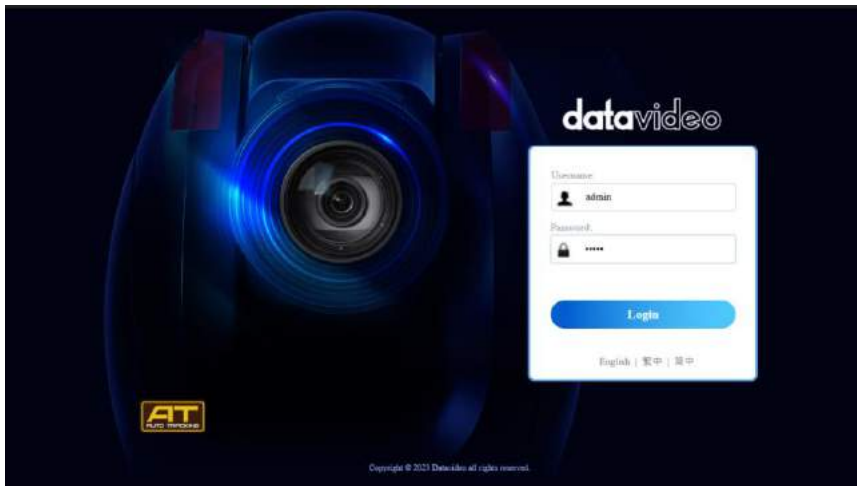 datavideo
Username:
admin
Password:
•••••
Login
English | 繁中 | 简中
AT
AUTO TRACKING
Copyright © 2023 Datavideo all rights reserved.